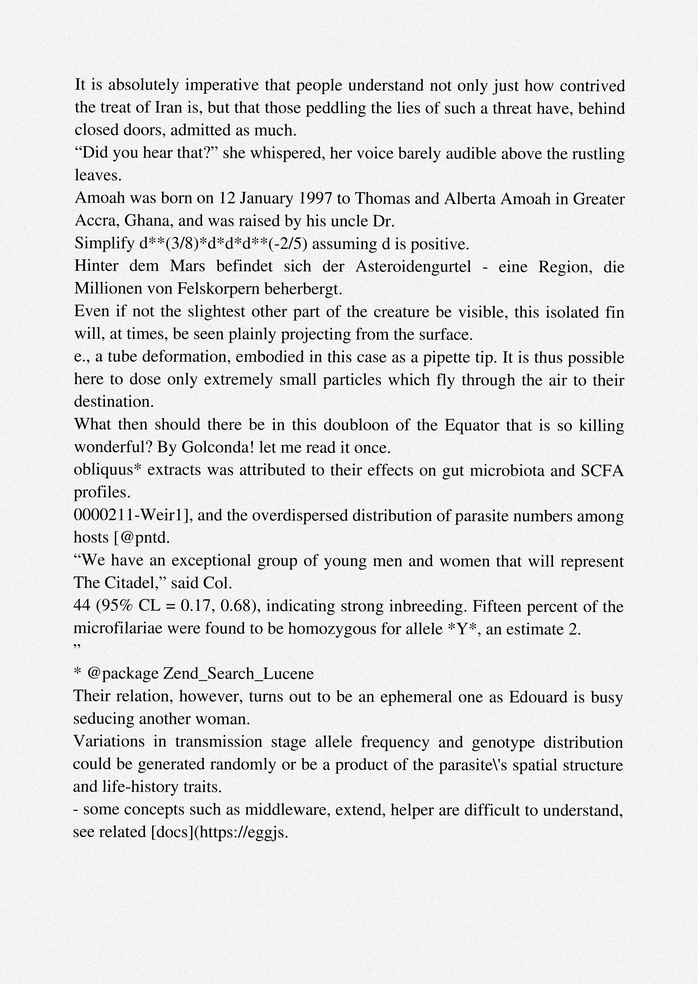 It is absolutely imperative that people understand not only just how contrived
the treat of Iran is, but that those peddling the lies of such a threat have, behind
closed doors, admitted as much.
“Did you hear that?” she whispered, her voice barely audible above the rustling
leaves.
Amoah was born on 12 January 1997 to Thomas and Alberta Amoah in Greater
Accra, Ghana, and was raised by his uncle Dr.
Simplify d**(3/8)*d*d*d*d**(-2/5) assuming d is positive.
Hinter dem Mars befindet sich der Asteroidengurtel - eine Region, die
Millionen von Felskorpern beherbergt.
Even if not the slightest other part of the creature be visible, this isolated fin
will, at times, be seen plainly projecting from the surface.
e., a tube deformation, embodied in this case as a pipette tip. It is thus possible
here to dose only extremely small particles which fly through the air to their
destination.
What then should there be in this doubloon of the Equator that is so killing
wonderful? By Golconda! let me read it once.
obliquus* extracts was attributed to their effects on gut microbiota and SCFA
profiles.
0000211-Weir1], and the overdispersed distribution of parasite numbers among
hosts [@pntd.
“We have an exceptional group of young men and women that will represent
The Citadel,” said Col.
44 (95% CL = 0.17, 0.68), indicating strong inbreeding. Fifteen percent of the
microfilariae were found to be homozygous for allele *Y*, an estimate 2.
”
* @package Zend_Search_Lucene
Their relation, however, turns out to be an ephemeral one as Edouard is busy
seducing another woman.
Variations in transmission stage allele frequency and genotype distribution
could be generated randomly or be a product of the parasite\'s spatial structure
and life-history traits.
- some concepts such as middleware, extend, helper are difficult to understand,
see related [docs](https://eggjs.